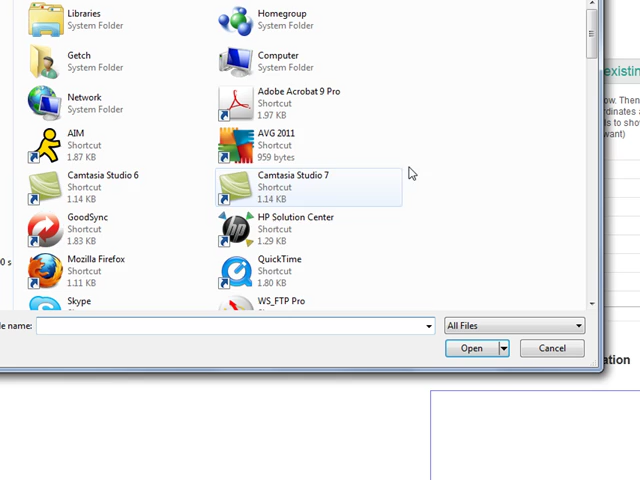 Libraries
System Folder
Homegroup
System Folder
Getch
System Folder
Computer
System Folder
Network
System Folder
Adobe Acrobat 9 Pro
Shortcut
1.97 KB
AIM
Shortcut
1.87 KB
AVG 2011
Shortcut
959 bytes
Camtasia Studio 6
Shortcut
1.14 KB
Camtasia Studio 7
Shortcut
1.14 KB
GoodSync
Shortcut
1.83 KB
HP Solution Center
Shortcut
1.29 KB
Mozilla Firefox
Shortcut
1.11 KB
QuickTime
Shortcut
1.80 KB
Skype
WS_FTP Pro
le name:
All Files
Open
Cancel
existin
ow. Then
rdinates a
ds to show
want)
0 s
ation
hp